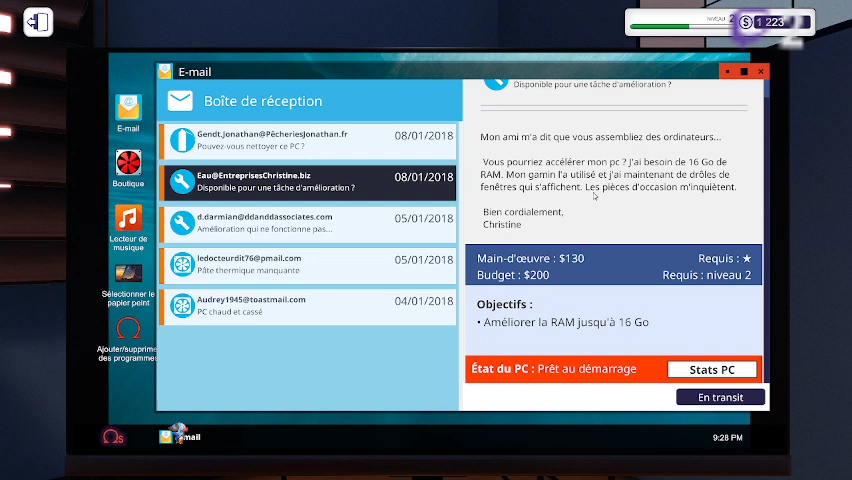 NIVEAU 2
$ 1 223
E-mail
Boîte de réception
Disponible pour une tâche d'amélioration ?
Gendt.Jonathan@PêcheriesJonathan.fr 08/01/2018
Pouvez-vous nettoyer ce PC ?
Eau@EntreprisesChristine.biz 08/01/2018
Disponible pour une tâche d'amélioration ?
d.darmian@ddanddassociates.com 05/01/2018
Amélioration qui ne fonctionne pas...
ledocteurdit76@pmail.com 05/01/2018
Pâte thermique manquante
Audrey1945@toastmail.com 04/01/2018
PC chaud et cassé
Mon ami m'a dit que vous assemblez des ordinateurs...
Vous pourriez accélérer mon pc ? J'ai besoin de 16 Go de
RAM. Mon gamin l'a utilisé et j'ai maintenant de drôles de
fenêtres qui s'affichent. Les pièces d'occasion m'inquiètent.
Bien cordialement,
Christine
Main-d'œuvre : $130 Requis : ★
Budget : $200 Requis : niveau 2
Objectifs :
• Améliorer la RAM jusqu'à 16 Go
État du PC : Prêt au démarrage
Stats PC
En transit
E-mail
Boutique
Lecteur de
musique
Sélectionner le
papier peint
Ajouter/supprime
des programmes
Ωs
mail
9:28 PM